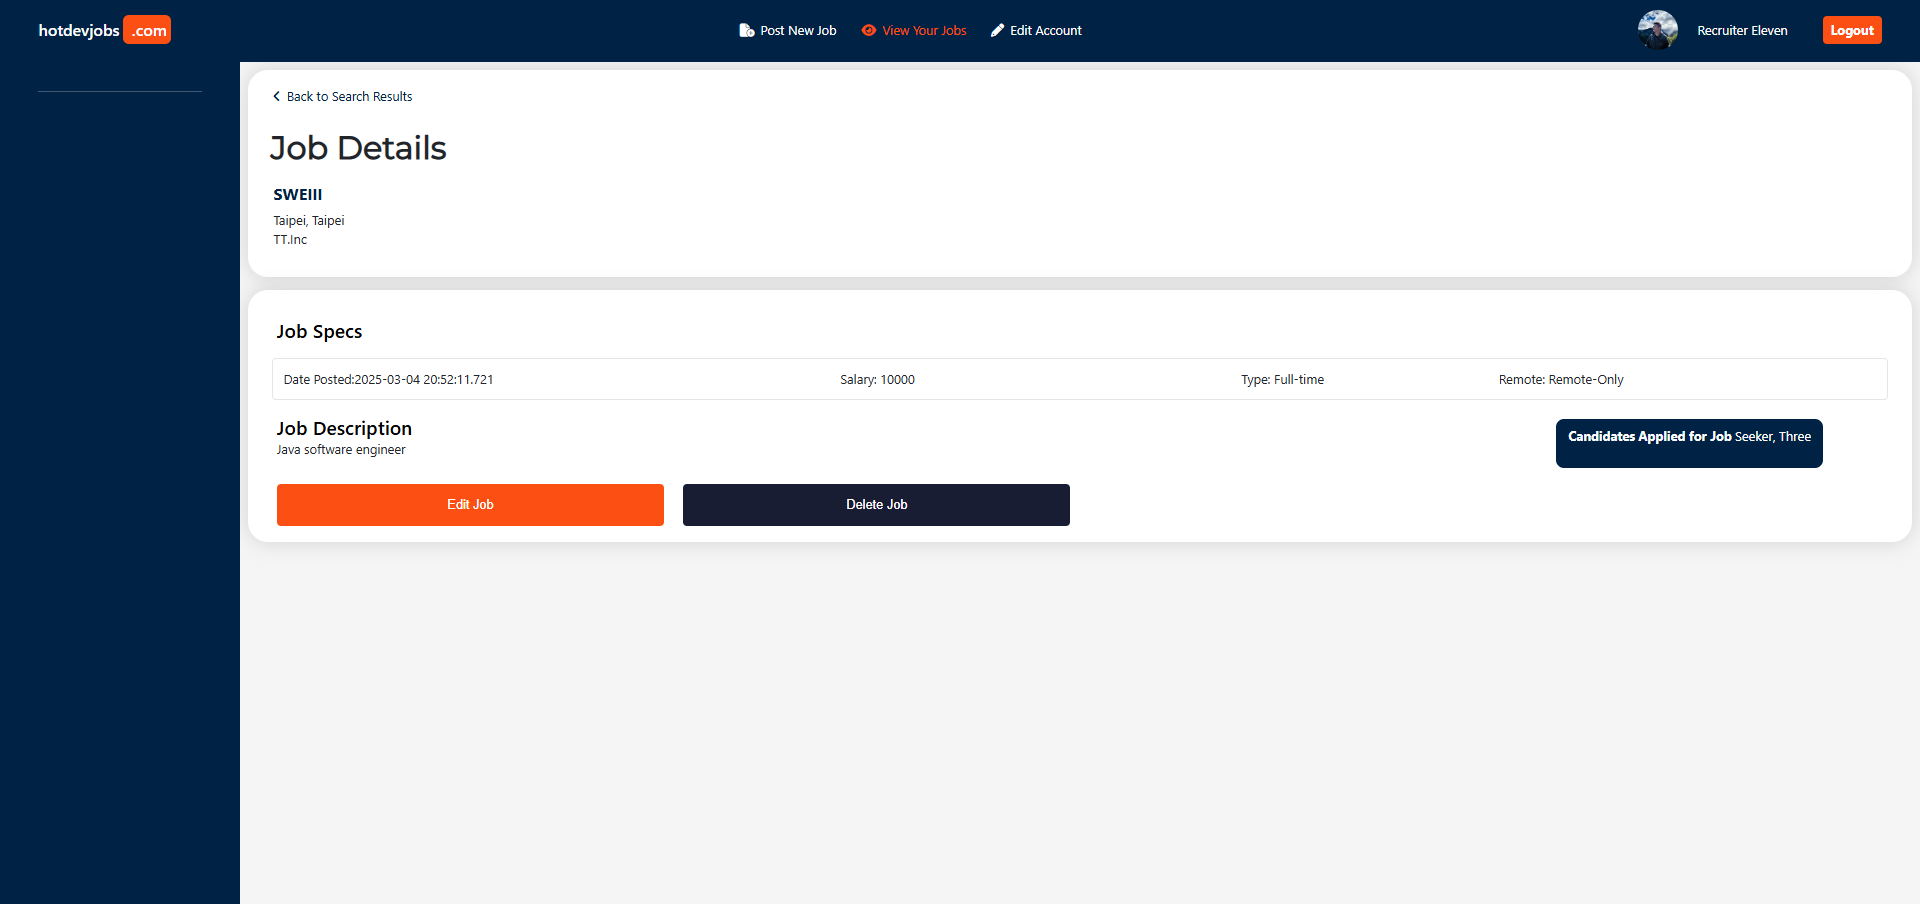 hotdevjobs .com
Post New Job
View Your Jobs
Edit Account
Recruiter Eleven
Logout
Back to Search Results
Job Details
SWEIII
Taipei, Taipei
TT.Inc
Job Specs
Date Posted:2025-03-04 20:52:11.721
Salary: 10000
Type: Full-time
Remote: Remote-Only
Job Description
Java software engineer
Candidates Applied for Job Seeker, Three
Edit Job
Delete Job